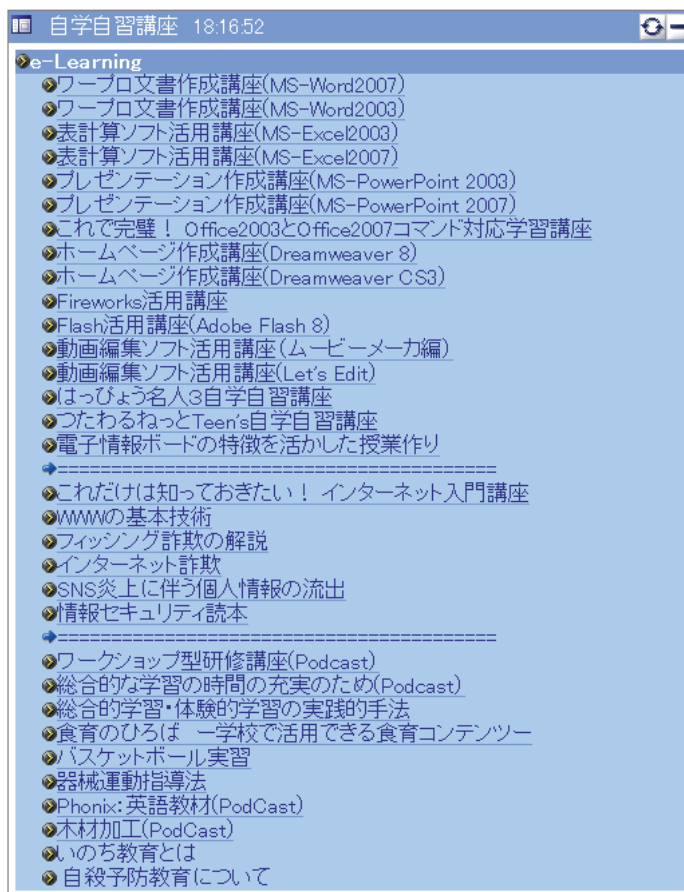 自学自習講座 18:16:52
e-Learning
ワープロ文書作成講座(MS-Word2007)
ワープロ文書作成講座(MS-Word2003)
表計算ソフト活用講座(MS-Excel2003)
表計算ソフト活用講座(MS-Excel2007)
プレゼンテーション作成講座(MS-PowerPoint 2003)
プレゼンテーション作成講座(MS-PowerPoint 2007)
これで完璧! Office2003とOffice2007コマンド対応学習講座
ホームページ作成講座(Dreamweaver 8)
ホームページ作成講座(Dreamweaver CS3)
Fireworks活用講座
Flash活用講座(Adobe Flash 8)
動画編集ソフト活用講座(ムービーメーカ編)
動画編集ソフト活用講座(Let's Edit)
はっぴょう名人3自学自習講座
つたわるねっとTeen's自学自習講座
電子情報ボードの特徴を活かした授業作り
=========================================
これだけは知っておきたい! インターネット入門講座
WWWの基本技術
フィッシング詐欺の解説
インターネット詐欺
SNS炎上に伴う個人情報の流出
情報セキュリティ読本
=========================================
ワークショップ型研修講座(Podcast)
総合的な学習の時間の充実のため(Podcast)
総合的学習・体験的学習の実践的手法
食育のひろば ー学校で活用できる食育コンテンツー
バスケットボール実習
器械運動指導法
Phonix:英語教材(PodCast)
木材加工(PodCast)
いのち教育とは
自殺予防教育について